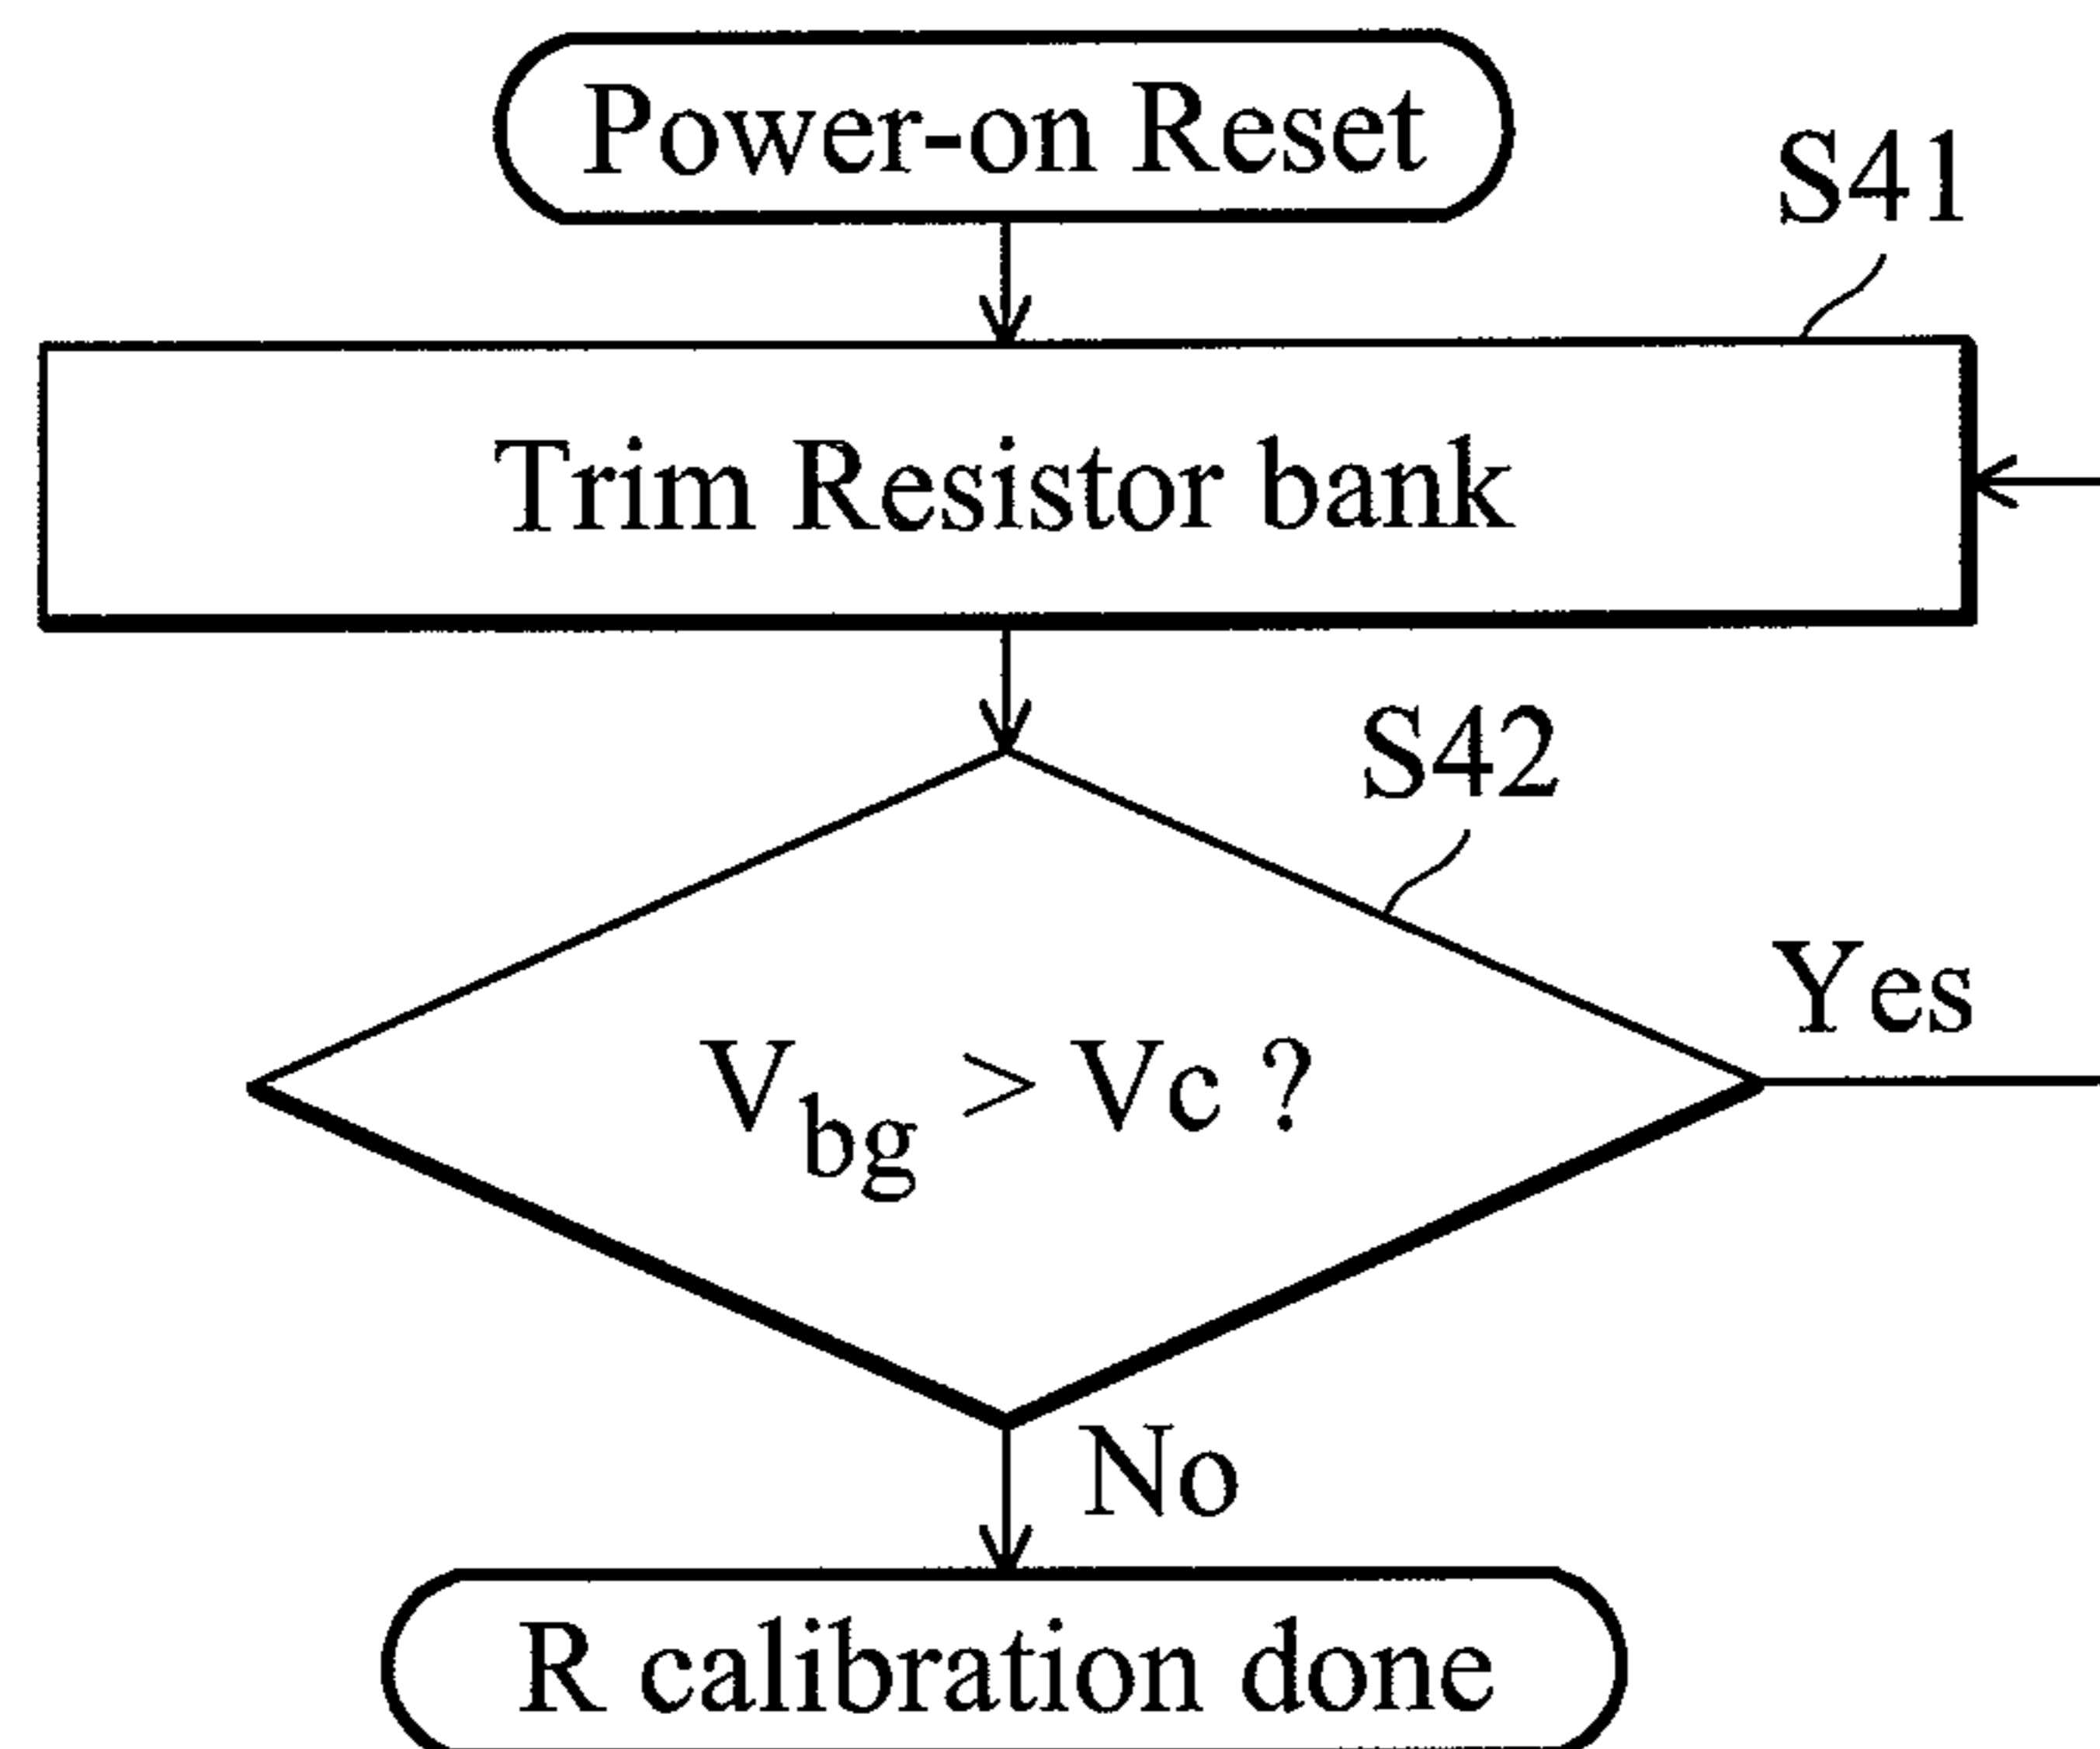 Power-on Reset
S41
Trim Resistor bank
S42
Yes
Vbg > Vc ?
No
R calibration done